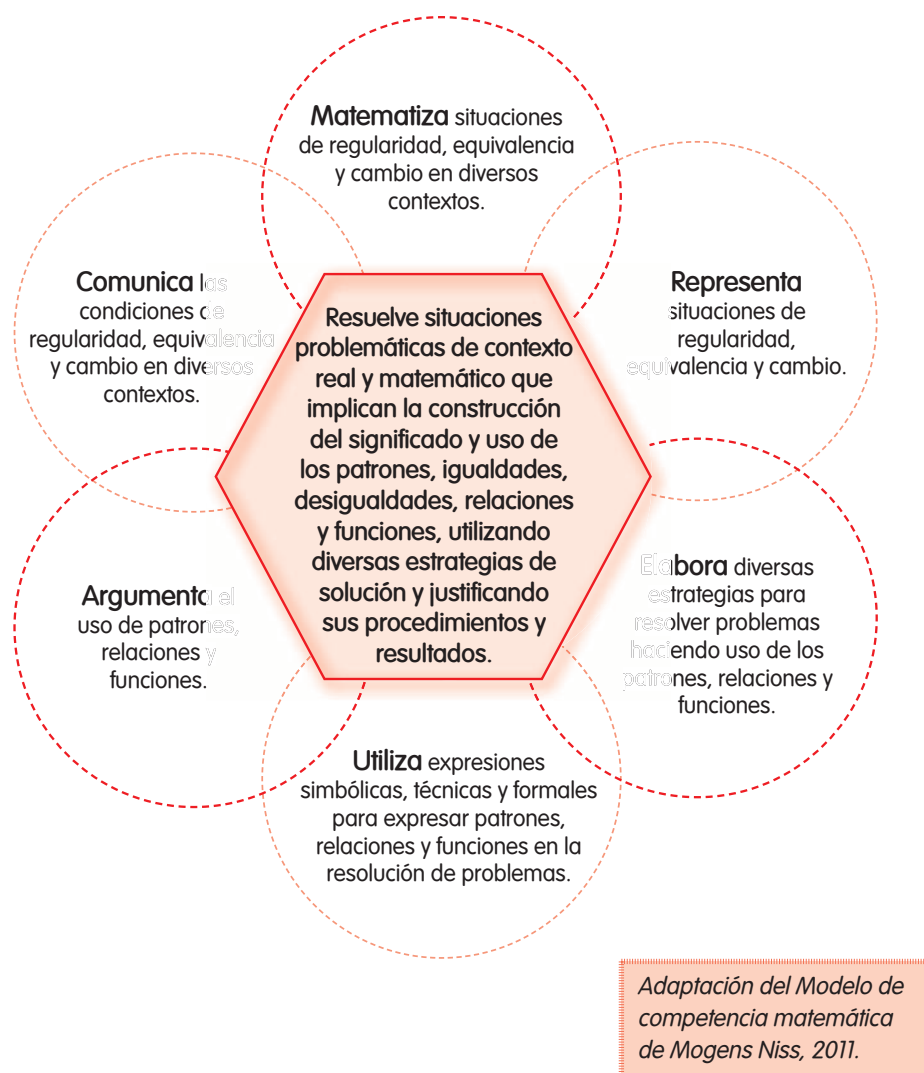 Matematiza situaciones
de regularidad, equivalencia
y cambio en diversos
contextos.
Comunica las
condiciones de
regularidad, equivalencia
y cambio en diversos
contextos.
Representa
situaciones de
regularidad,
equivalencia y cambio.
Resuelve situaciones
problemáticas de contexto
real y matemático que
implican la construcción
del significado y uso de
los patrones, igualdades,
desigualdades, relaciones
y funciones, utilizando
diversas estrategias de
solución y justificando
sus procedimientos y
resultados.
Argumenta el
uso de patrones,
relaciones y
funciones.
Elabora diversas
estrategias para
resolver problemas
haciendo uso de los
patrones, relaciones y
funciones.
Utiliza expresiones
simbólicas, técnicas y formales
para expresar patrones,
relaciones y funciones en la
resolución de problemas.
Adaptación del Modelo de
competencia matemática
de Mogens Niss, 2011.